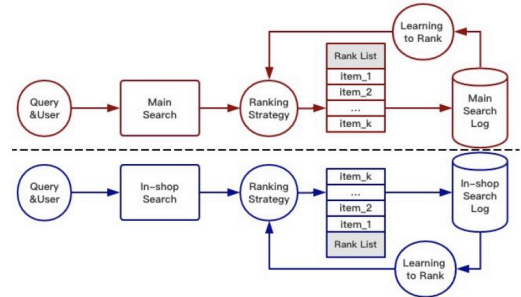 Learning
to Rank
Rank List
item_1
item_2
...
item_k
Query
&User
Main
Search
Ranking
Strategy
Main
Search
Log
Query
&User
In-shop
Search
Ranking
Strategy
item_k
...
item_2
item_1
Rank List
In-shop
Search
Log
Learning
to Rank